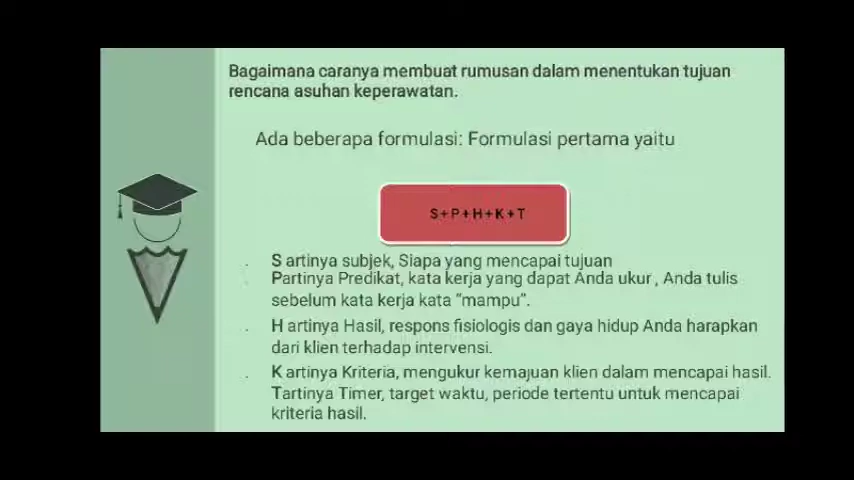 Bagaimana caranya membuat rumusan dalam menentukan tujuan
rencana asuhan keperawatan.
Ada beberapa formulasi: Formulasi pertama yaitu
S+P+H+K+T
. S artinya subjek, Siapa yang mencapai tujuan
. Partinya Predikat, kata kerja yang dapat Anda ukur , Anda tulis
sebelum kata kerja kata “mampu”.
. H artinya Hasil, respons fisiologis dan gaya hidup Anda harapkan
dari klien terhadap intervensi.
. K artinya Kriteria, mengukur kemajuan klien dalam mencapai hasil.
Tartinya Timer, target waktu, periode tertentu untuk mencapai
kriteria hasil.